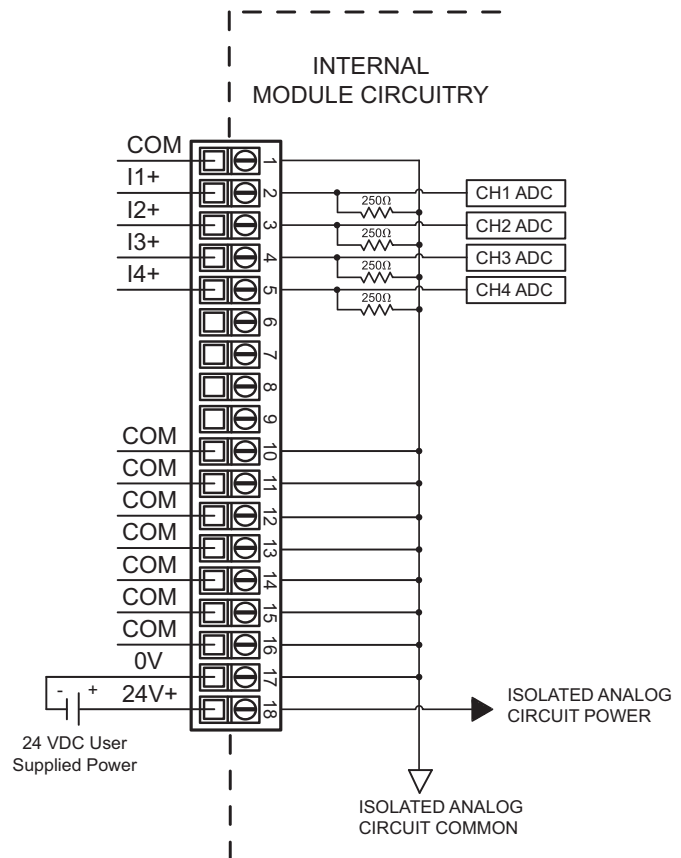 INTERNAL
MODULE CIRCUITRY
COM
1
I1+
2
250Ω
CH1 ADC
I2+
3
250Ω
CH2 ADC
I3+
4
250Ω
CH3 ADC
I4+
5
250Ω
CH4 ADC
6
7
8
9
COM
10
COM
11
COM
12
COM
13
COM
14
COM
15
COM
16
0V
17
- +
24V+
18
ISOLATED ANALOG
CIRCUIT POWER
24 VDC User
Supplied Power
ISOLATED ANALOG
CIRCUIT COMMON